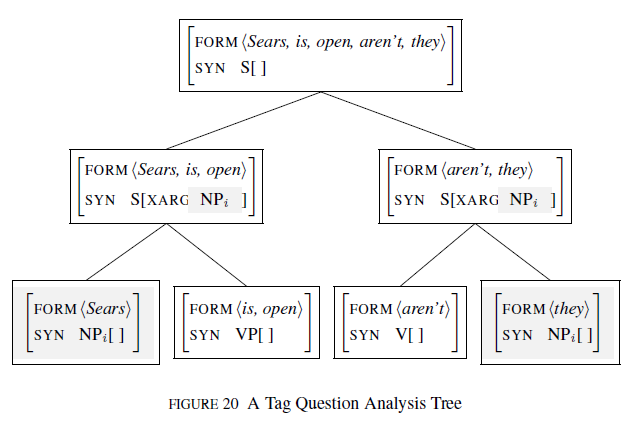 FORM ⟨Sears, is, open, aren't, they⟩
SYN S[ ]
FORM ⟨Sears, is, open⟩
SYN S[XARG NPi ]
FORM ⟨aren't, they⟩
SYN S[XARG NPi ]
FORM ⟨Sears⟩
SYN NPi[ ]
FORM ⟨is, open⟩
SYN VP[ ]
FORM ⟨aren't⟩
SYN V[ ]
FORM ⟨they⟩
SYN NPi[ ]
FIGURE 20 A Tag Question Analysis Tree